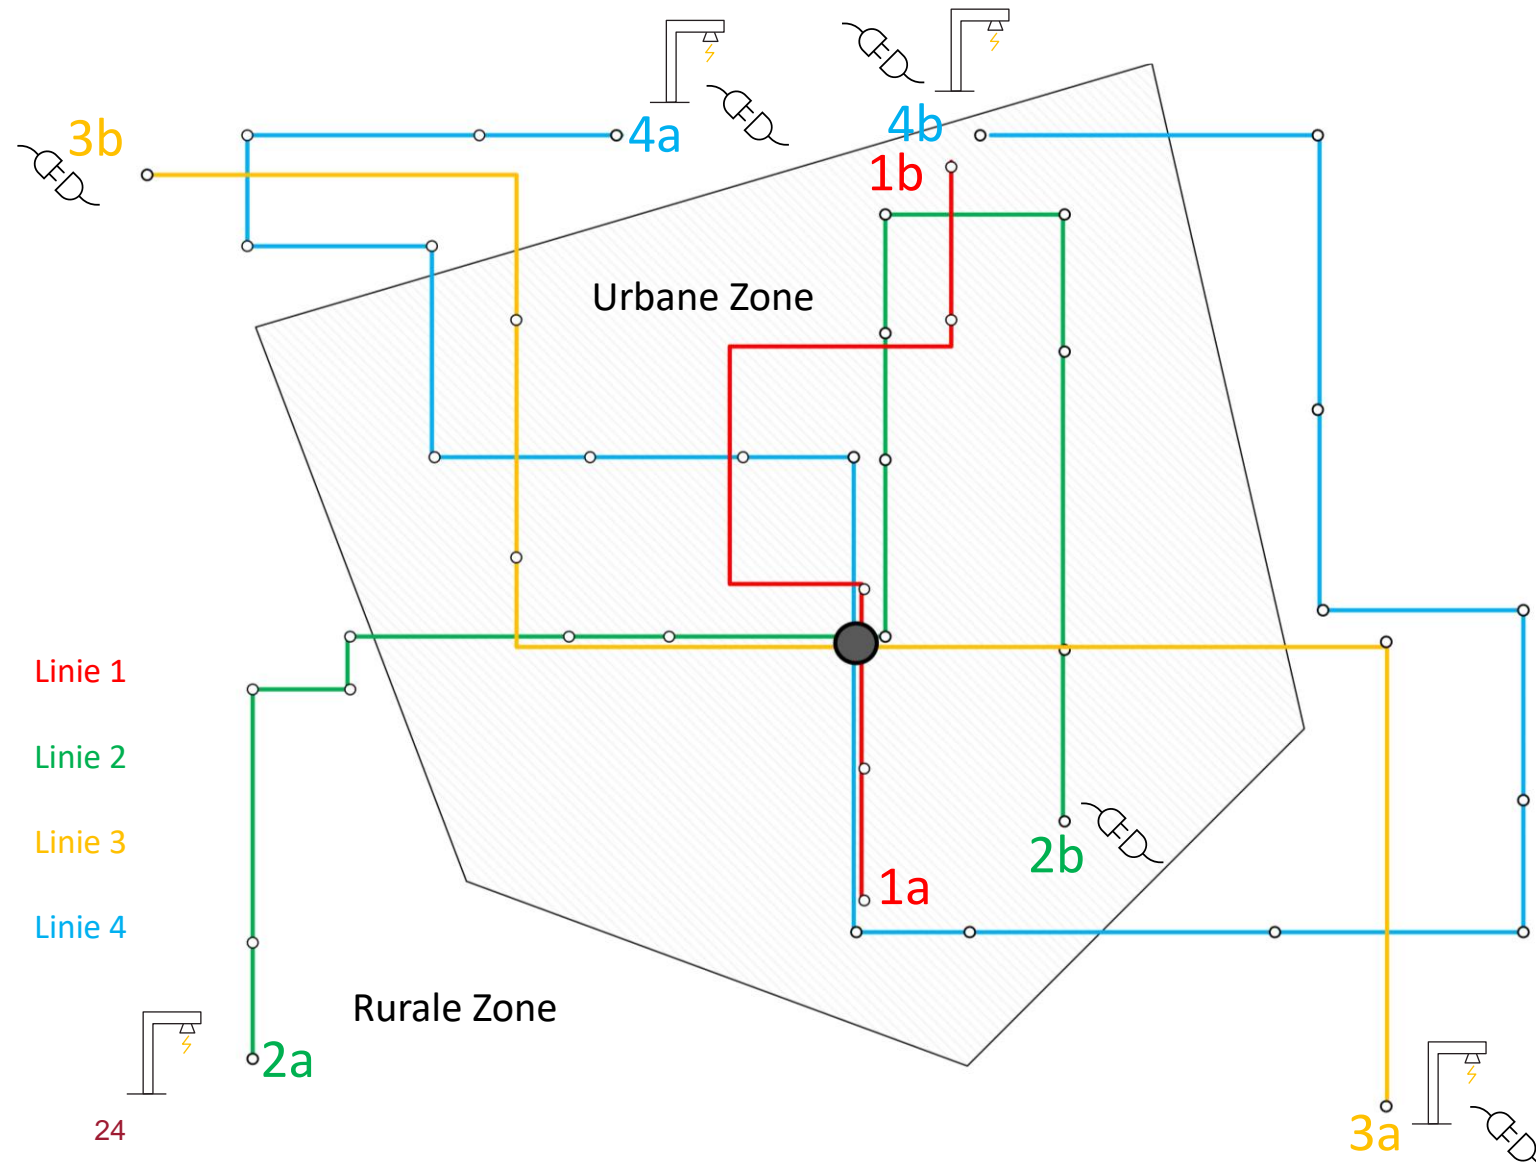 4b
3b
4a
1b
Urbane Zone
Linie 1
Linie 2
Linie 3
Linie 4
2b
1a
Rurale Zone
2a
24
3a